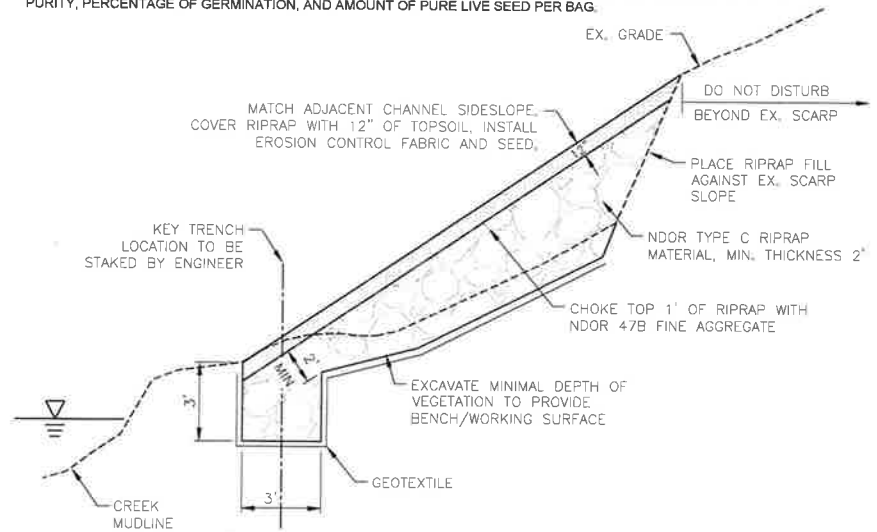 PURITY, PERCENTAGE OF GERMINATION, AND AMOUNT OF PURE LIVE SEED PER BAG.
EX. GRADE
MATCH ADJACENT CHANNEL SIDESLOPE.
COVER RIPRAP WITH 12" OF TOPSOIL, INSTALL
EROSION CONTROL FABRIC AND SEED.
DO NOT DISTURB
BEYOND EX. SCARP
12"
PLACE RIPRAP FILL
AGAINST EX. SCARP
SLOPE
KEY TRENCH
LOCATION TO BE
STAKED BY ENGINEER
NDOR TYPE C RIPRAP
MATERIAL, MIN. THICKNESS 2'
CHOKE TOP 1' OF RIPRAP WITH
NDOR 47B FINE AGGREGATE
2'
MIN.
3'
EXCAVATE MINIMAL DEPTH OF
VEGETATION TO PROVIDE
BENCH/WORKING SURFACE
GEOTEXTILE
3'
CREEK
MUDLINE